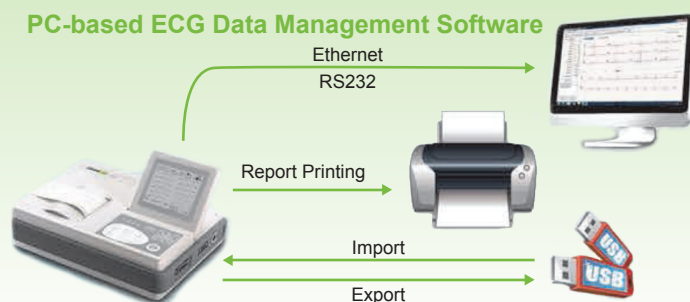 PC-based ECG Data Management Software
Ethernet
RS232
Report Printing
Import
USB
USB
Export